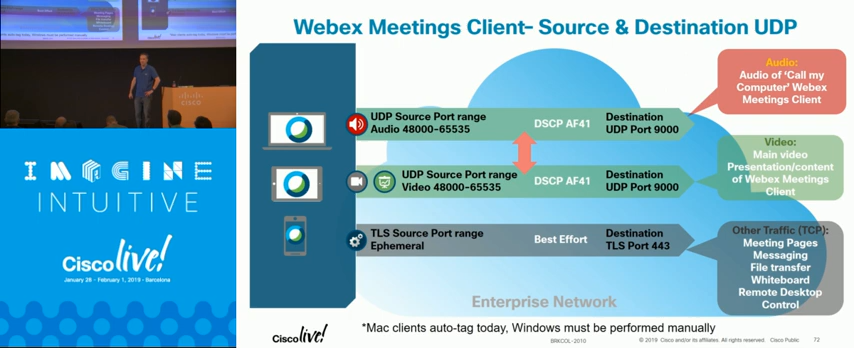 Webex Meetings Client– Source & Destination UDP
UDP Source Port range
Audio 48000–65535
DSCP AF41
Destination
UDP Port 9000
Audio:
Audio of 'Call my
Computer' Webex
Meetings Client
UDP Source Port range
Video 48000–65535
DSCP AF41
Destination
UDP Port 9000
Video:
Main video
Presentation/content
of Webex Meetings
Client
TLS Source Port range
Ephemeral
Best Effort
Destination
TLS Port 443
Other Traffic (TCP):
Meeting Pages
Messaging
File transfer
Whiteboard
Remote Desktop
Control
Enterprise Network
*Mac clients auto-tag today, Windows must be performed manually
Cisco live!
BRKCOL-2010
© 2019 Cisco and/or its affiliates. All rights reserved. Cisco Public
72
IMAGINE
INTUITIVE
Cisco live!
January 28 - February 1, 2019 · Barcelona
CISCO